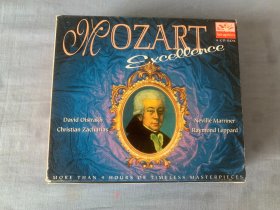 MOZART
Excellence
David Oistrakh
Neville Marriner
Christian Zacharias
Raymond Leppard
MORE THAN 4 HOURS OF TIMELESS MASTERPIECES